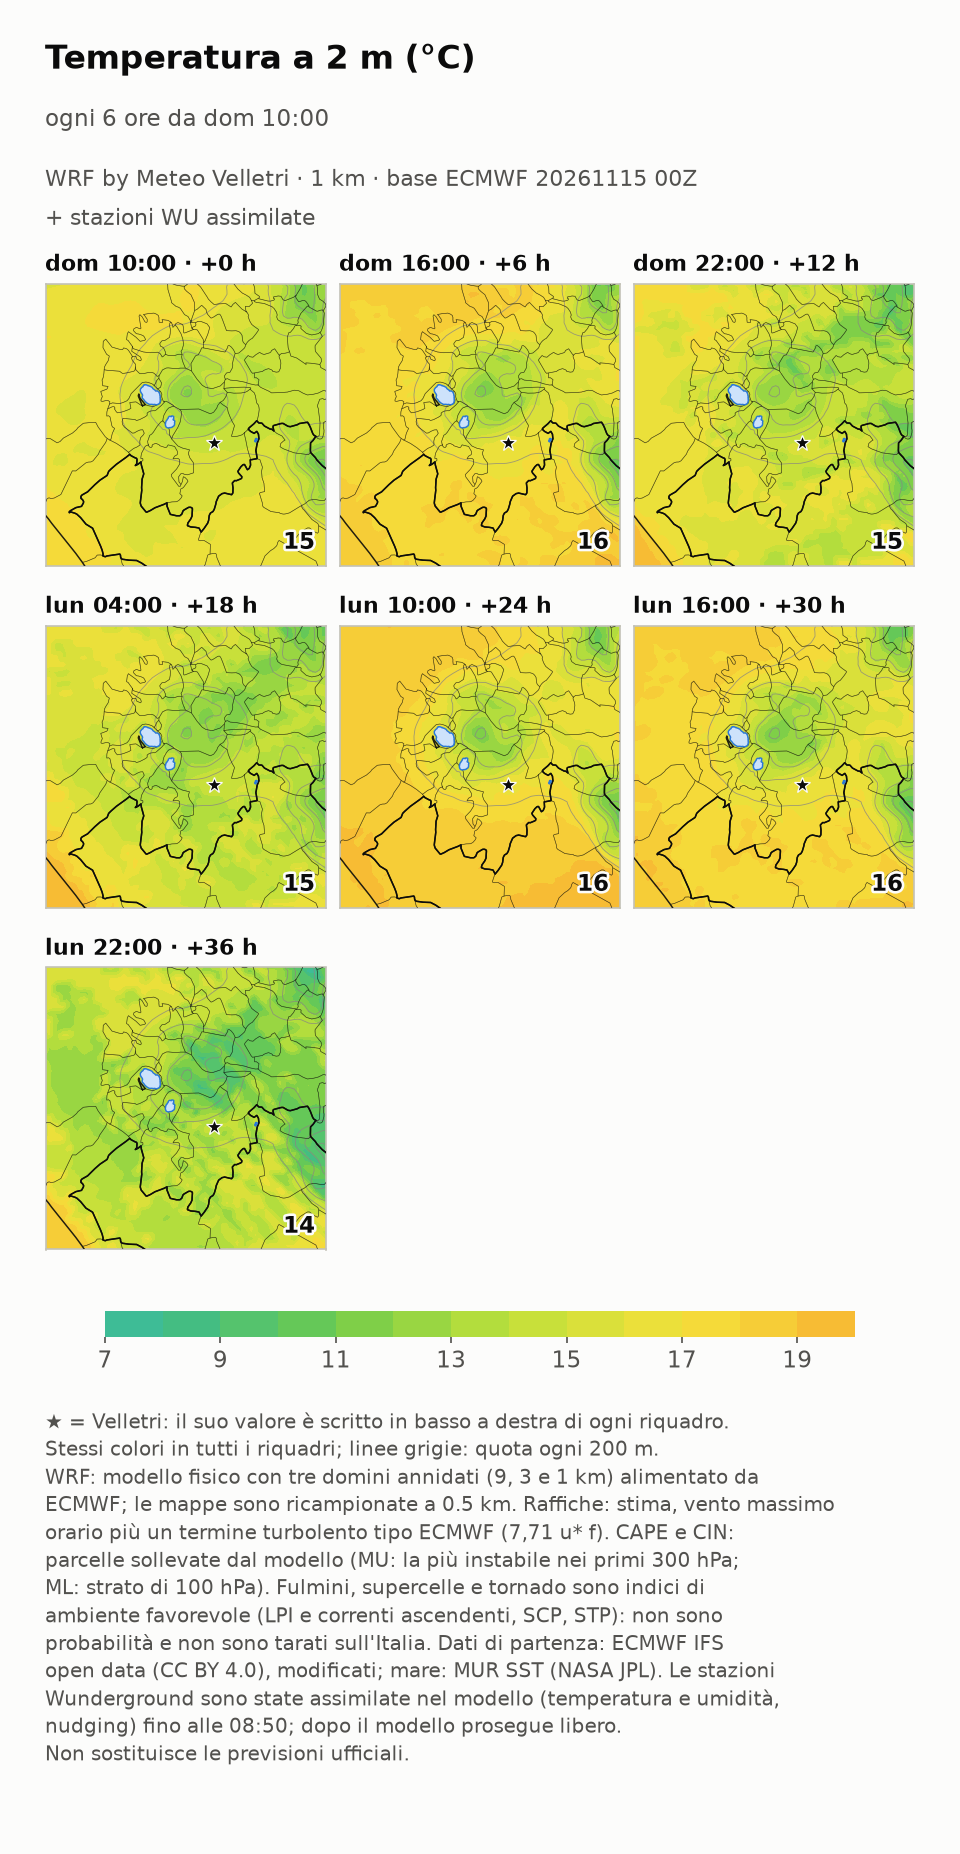 Temperatura a 2 m (°C)
ogni 6 ore da dom 10:00
WRF by Meteo Velletri · 1 km · base ECMWF 20261115 00Z
+ stazioni WU assimilate
dom 10:00 · +0 h
dom 16:00 · +6 h
dom 22:00 · +12 h
15
16
15
lun 04:00 · +18 h
lun 10:00 · +24 h
lun 16:00 · +30 h
15
16
16
lun 22:00 · +36 h
14
7 9 11 13 15 17 19
★ = Velletri: il suo valore è scritto in basso a destra di ogni riquadro.
Stessi colori in tutti i riquadri; linee grigie: quota ogni 200 m.
WRF: modello fisico con tre domini annidati (9, 3 e 1 km) alimentato da
ECMWF; le mappe sono ricampionate a 0.5 km. Raffiche: stima, vento massimo
orario più un termine turbolento tipo ECMWF (7,71 u* f). CAPE e CIN:
parcelle sollevate dal modello (MU: la più instabile nei primi 300 hPa;
ML: strato di 100 hPa). Fulmini, supercelle e tornado sono indici di
ambiente favorevole (LPI e correnti ascendenti, SCP, STP): non sono
probabilità e non sono tarati sull'Italia. Dati di partenza: ECMWF IFS
open data (CC BY 4.0), modificati; mare: MUR SST (NASA JPL). Le stazioni
Wunderground sono state assimilate nel modello (temperatura e umidità,
nudging) fino alle 08:50; dopo il modello prosegue libero.
Non sostituisce le previsioni ufficiali.